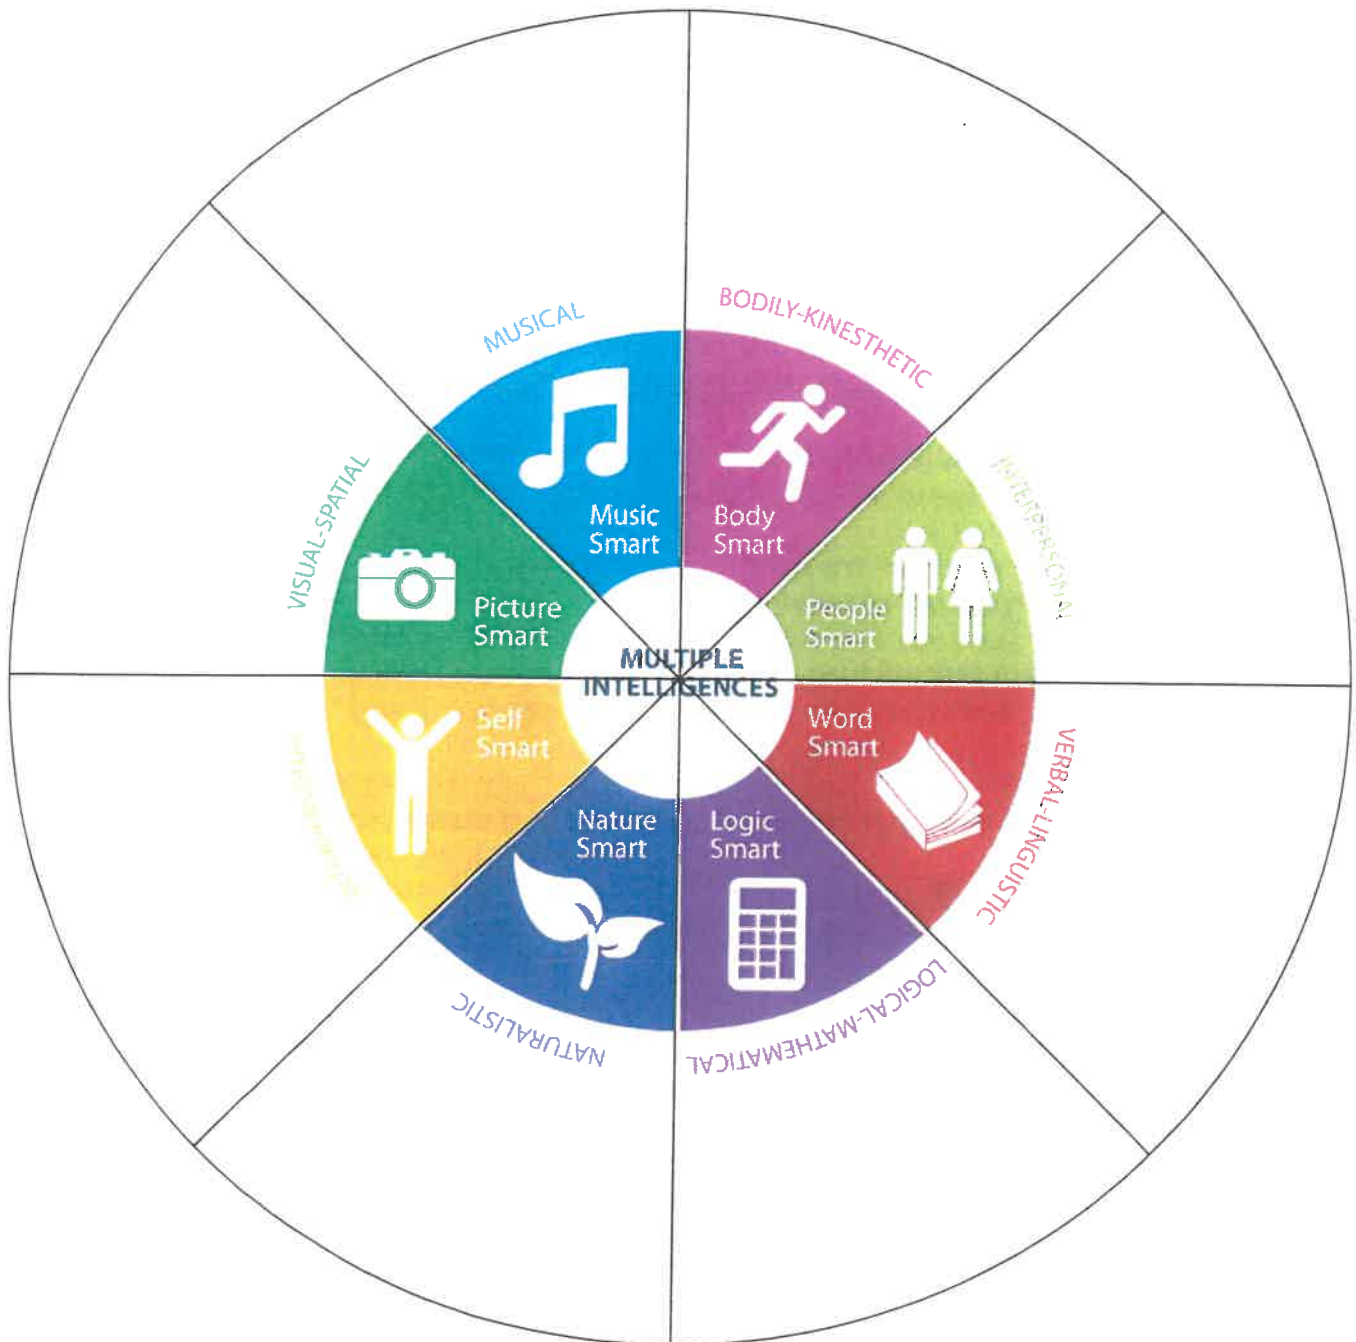 MUSICAL
BODILY-KINESTHETIC
INTERPERSONAL
VERBAL-LINGUISTIC
LOGICAL-MATHEMATICAL
NATURALISTIC
VISUAL-SPATIAL
Music
Smart
Body
Smart
People
Smart
Word
Smart
Logic
Smart
Nature
Smart
Self
Smart
Picture
Smart
MULTIPLE
INTELLIGENCES